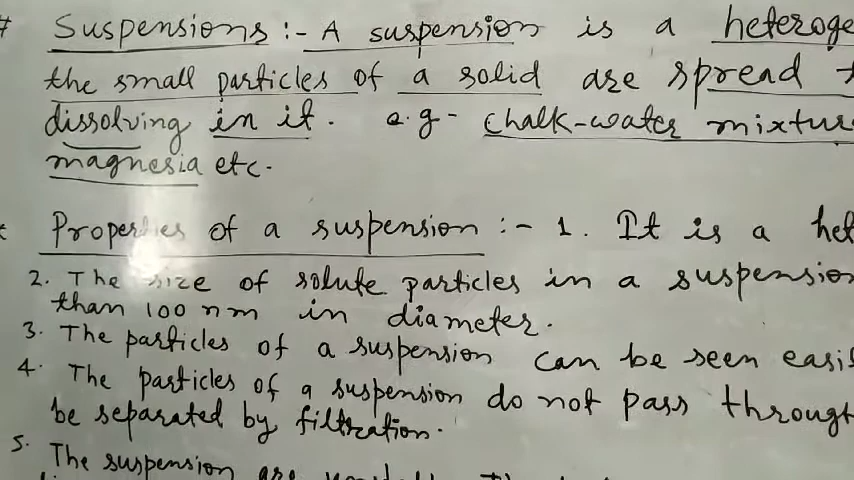 # Suspensions :- A suspension is a heteroge
the small particles of a solid are spread
dissolving in it. e.g - chalk-water mixture
magnesia etc.
Properties of a suspension :- 1. It is a het
2. The size of solute particles in a suspension
than 100 nm in diameter.
3. The particles of a suspension can be seen easi
4. The particles of a suspension do not pass through
be separated by filtration.
5. The suspension are